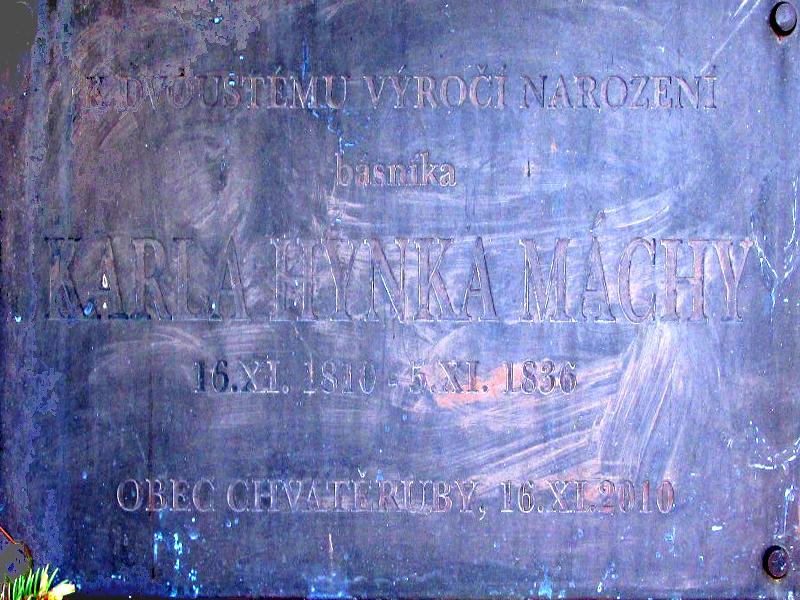 K DVOUSTÉMU VÝROČÍ NAROZENÍ
básníka
KARLA HYNKA MÁCHY
16.XI. 1810 - 5.XI. 1836
OBEC CHVATĚRUBY, 16.XI.2010